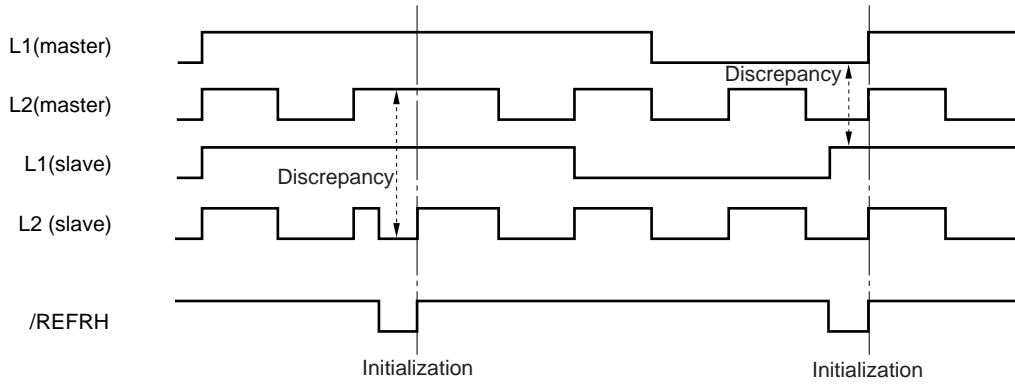 L1(master)
Discrepancy
L2(master)
L1(slave)
Discrepancy
L2 (slave)
/REFRH
Initialization
Initialization